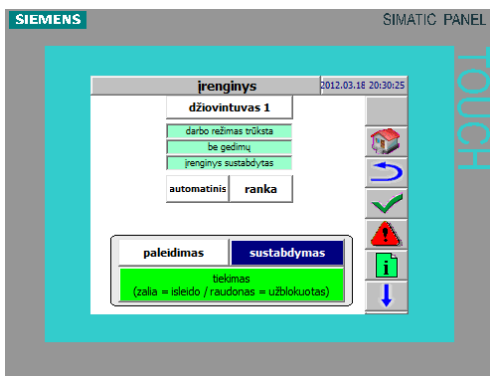 SIEMENS
SIMATIC PANEL
TOUCH
įrenginys
2012.03.18 20:30:25
džiovintuvas 1
darbo režimas trūksta
be gedimų
įrenginys sustabdytas
automatinis
ranka
paleidimas
sustabdymas
tiekimas
(zalia = isleido / raudonas = užblokuotas)